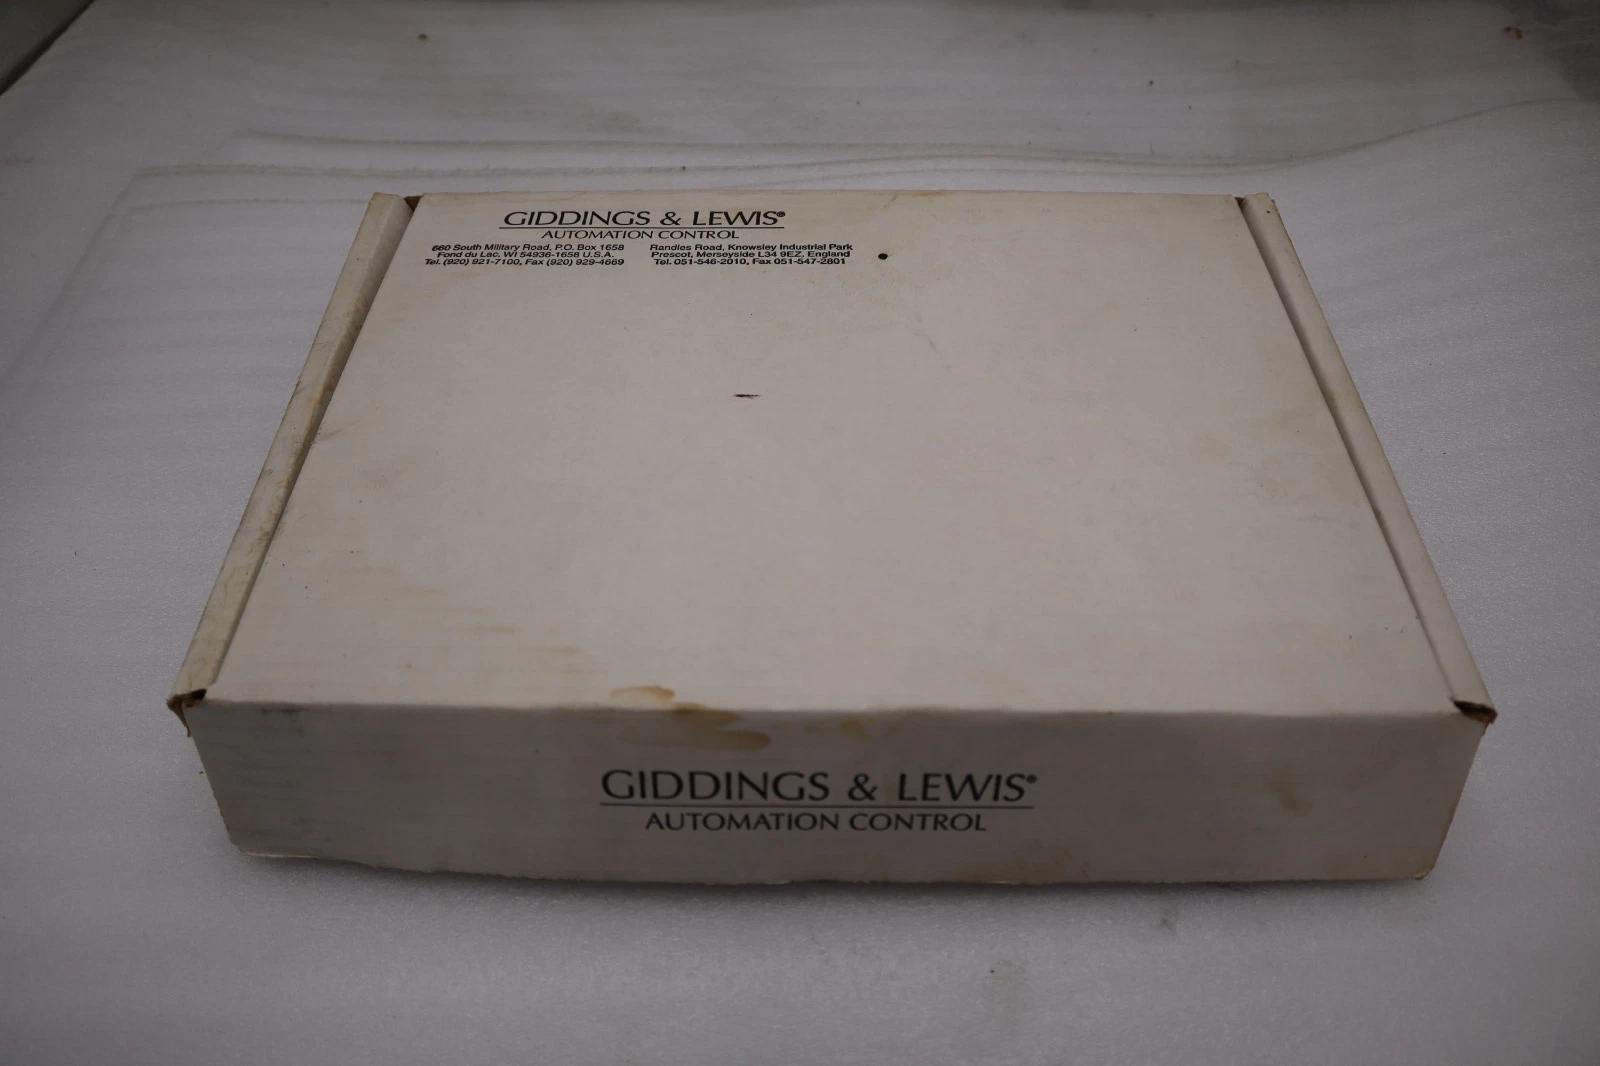 GIDDINGS & LEWIS®
AUTOMATION CONTROL
660 South Military Road, P.O. Box 1658
Fond du Lac, WI 54936-1658 U.S.A.
Tel. (920) 921-7100, Fax (920) 929-4669
Randles Road, Knowsley Industrial Park
Prescot, Merseyside L34 9EZ, England
Tel. 051-546-2010, Fax 051-547-2801
GIDDINGS & LEWIS®
AUTOMATION CONTROL